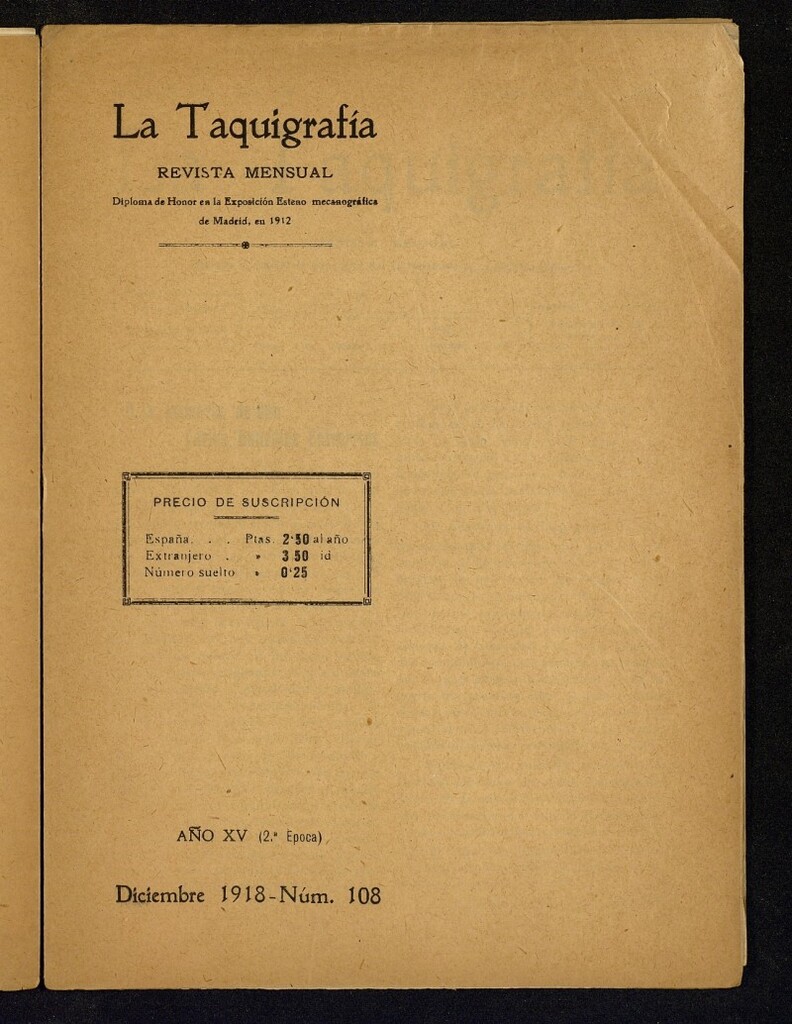 La Taquigrafía
REVISTA MENSUAL
Diploma de Honor en la Exposición Esteno mecanográfica
de Madrid, en 1912
PRECIO DE SUSCRIPCIÓN
España. . . Ptas. 2'50 al año
Extranjero . » 3 50 id
Número suelto » 0'25
AÑO XV (2.ª Epoca)
Diciembre 1918-Núm. 108